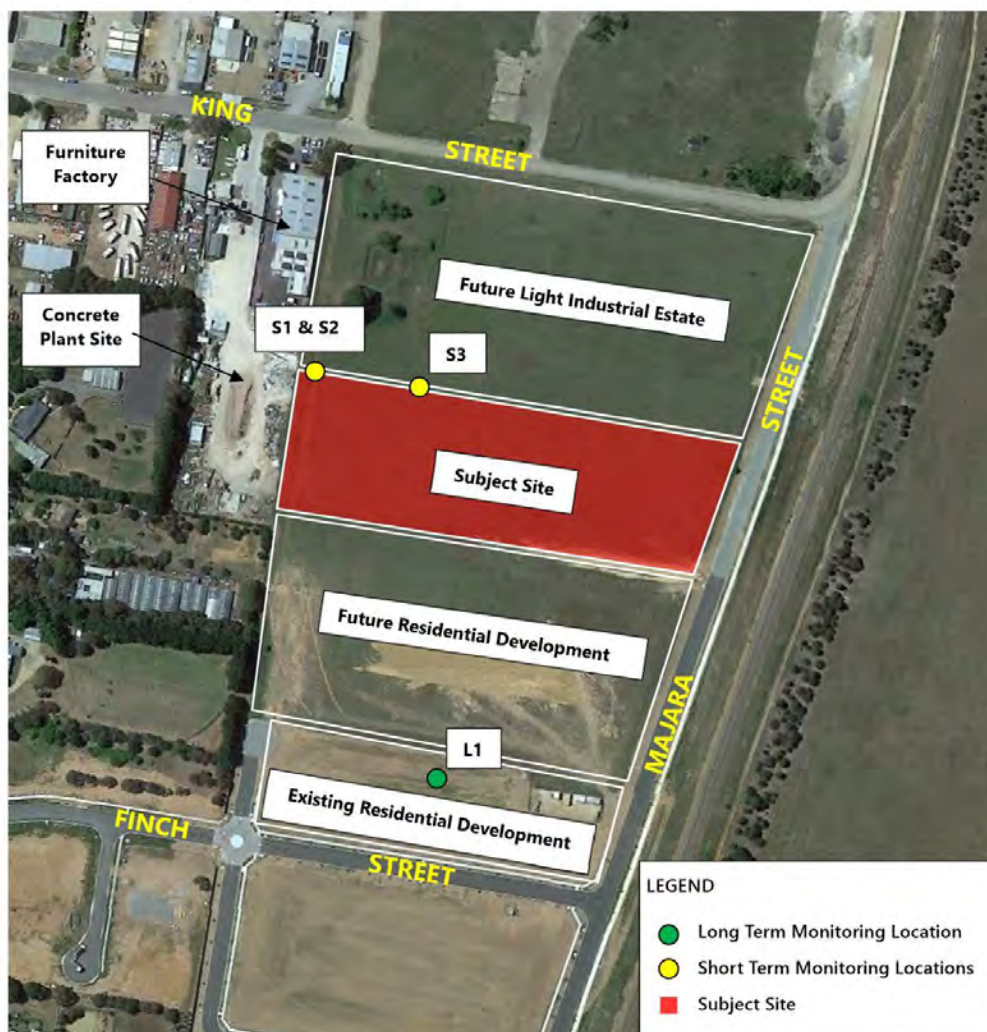 KING
STREET
Furniture
Factory
Future Light Industrial Estate
Concrete
Plant Site
S1 & S2
S3
STREET
Subject Site
Future Residential Development
MAJARA
L1
Existing Residential Development
FINCH
STREET
LEGEND
Long Term Monitoring Location
Short Term Monitoring Locations
Subject Site